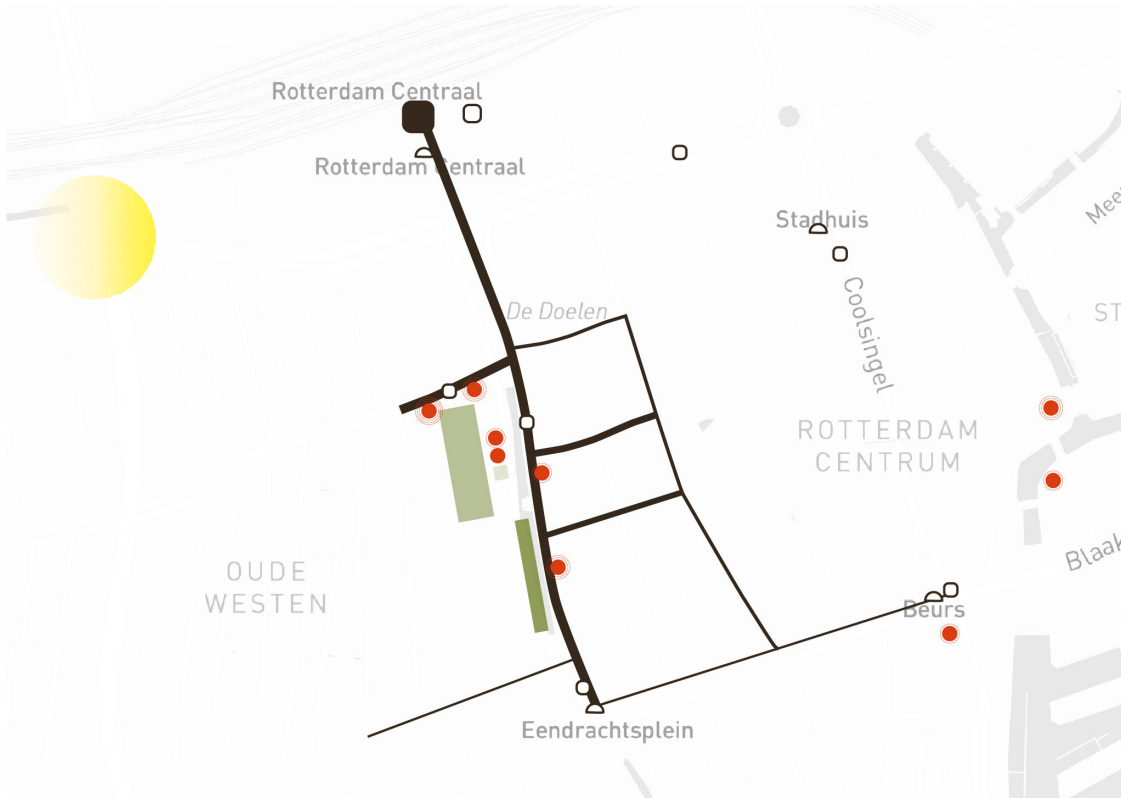 Rotterdam Centraal
Rotterdam Centraal
Stadhuis
De Doelen
Coolsingel
ROTTERDAM
CENTRUM
Blaak
OUDE
WESTEN
Beurs
Eendrachtsplein